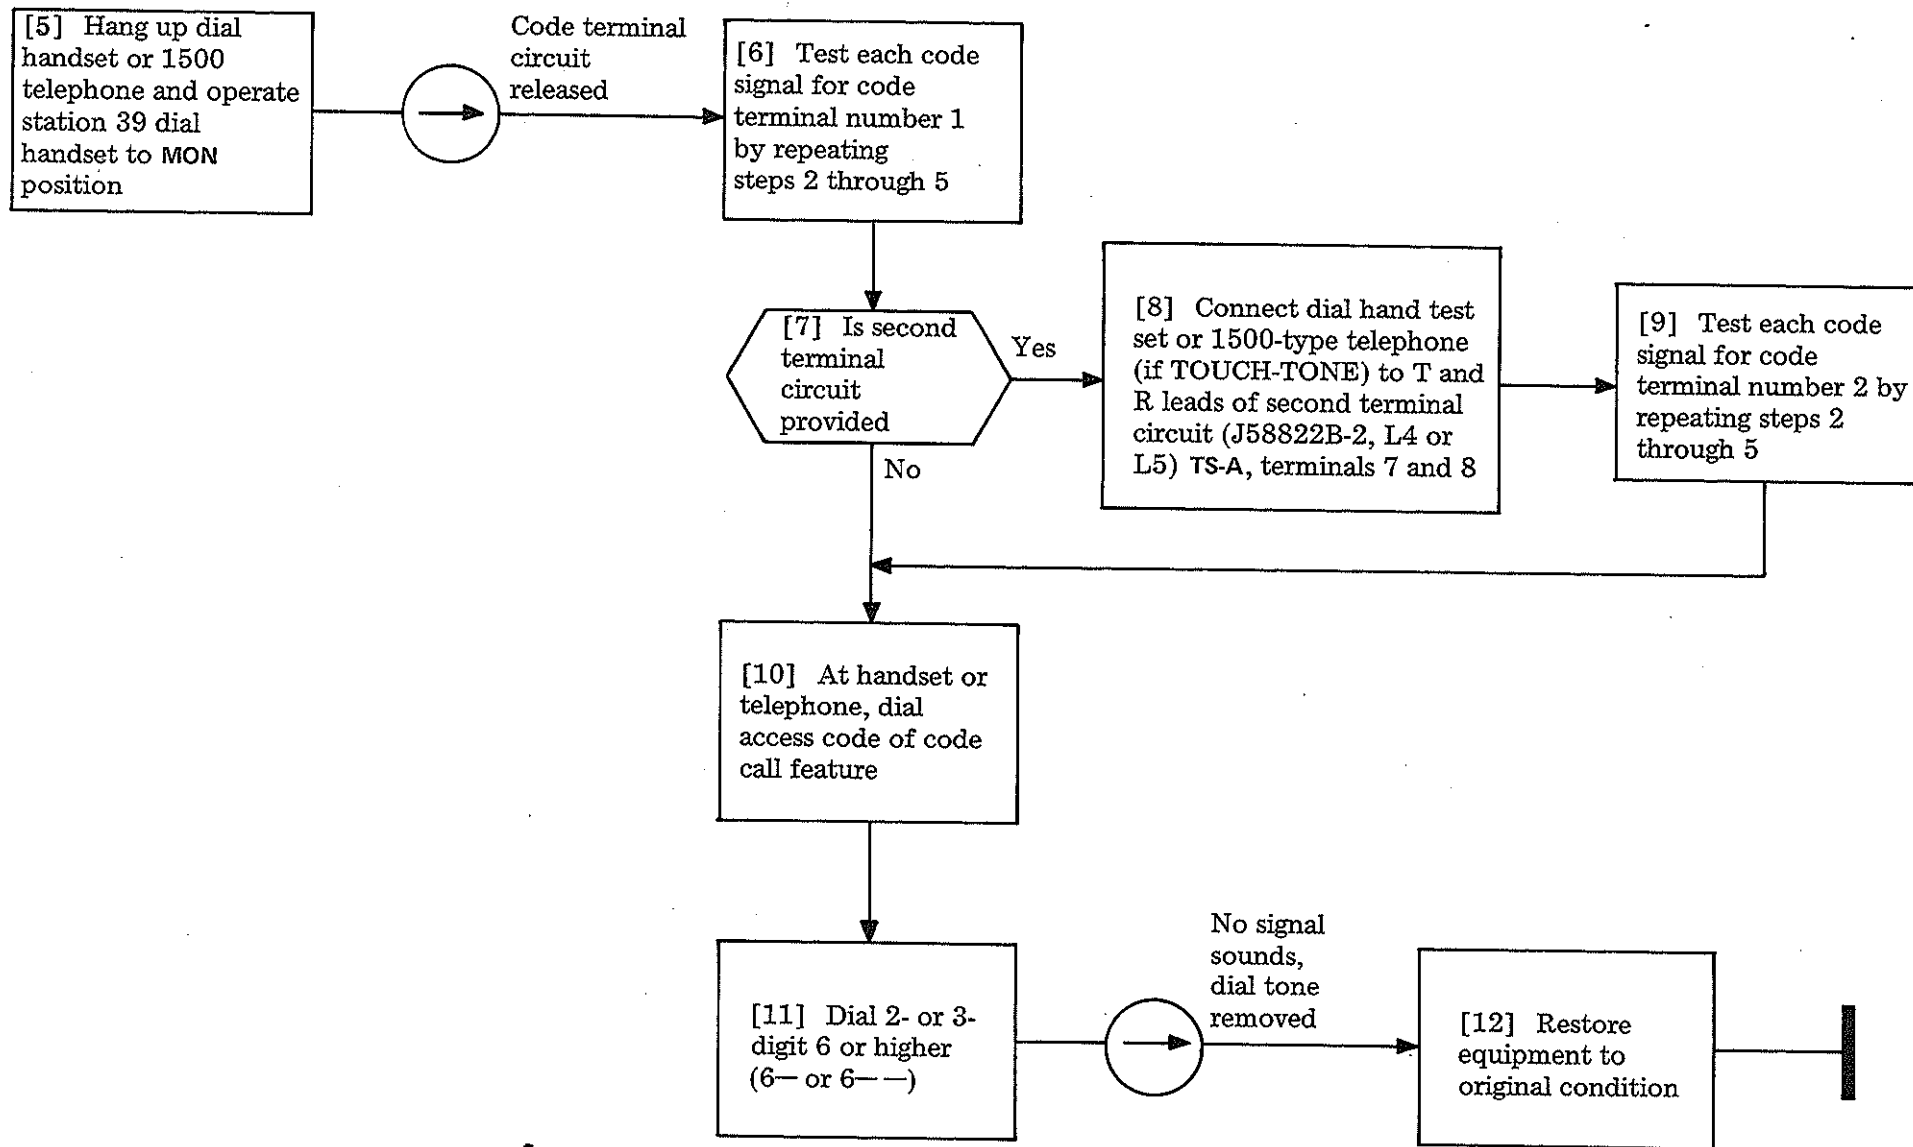 [5] Hang up dial
handset or 1500
telephone and operate
station 39 dial
handset to MON
position
Code terminal
circuit
released
[6] Test each code
signal for code
terminal number 1
by repeating
steps 2 through 5
[7] Is second
terminal
circuit
provided
Yes
No
[8] Connect dial hand test
set or 1500-type telephone
(if TOUCH-TONE) to T and
R leads of second terminal
circuit (J58822B-2, L4 or
L5) TS-A, terminals 7 and 8
[9] Test each code
signal for code
terminal number 2 by
repeating steps 2
through 5
[10] At handset or
telephone, dial
access code of code
call feature
[11] Dial 2- or 3-
digit 6 or higher
(6— or 6— —)
No signal
sounds,
dial tone
removed
[12] Restore
equipment to
original condition